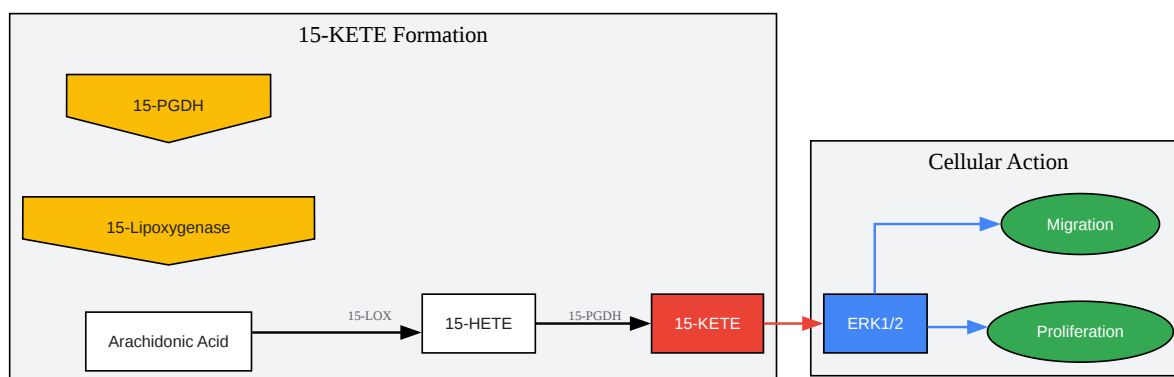 15-KETE Formation
15-PGDH
15-Lipoxygenase
Arachidonic Acid
15-LOX
15-HETE
15-PGDH
15-KETE
Cellular Action
Migration
ERK1/2
Proliferation